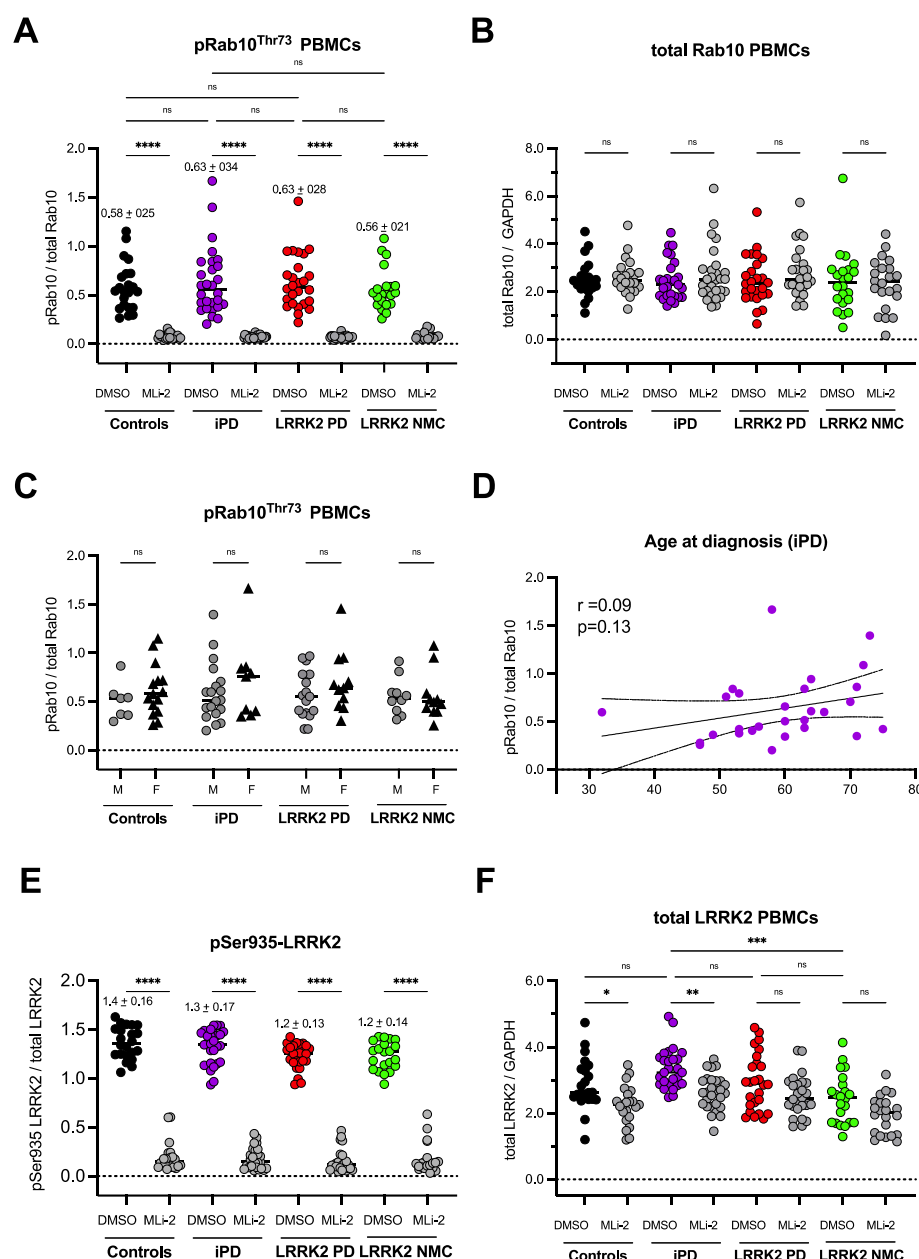 A
pRab10Thr73 PBMCs
ns
ns
ns ns ns
**** **** **** ****
0.63 ± 034
0.63 ± 028
0.58 ± 025
0.56 ± 021
pRab10 / total Rab10
2.0
1.5
1.0
0.5
0.0
DMSO MLi-2 DMSO MLi-2 DMSO MLi-2 DMSO MLi-2
Controls iPD LRRK2 PD LRRK2 NMC
B
total Rab10 PBMCs
ns ns ns ns
total Rab10 / GAPDH
8.0
6.0
4.0
2.0
0.0
DMSO MLi-2 DMSO MLi-2 DMSO MLi-2 DMSO MLi-2
Controls iPD LRRK2 PD LRRK2 NMC
C
pRab10Thr73 PBMCs
ns ns ns ns
pRab10 / total Rab10
2.0
1.5
1.0
0.5
0.0
M F M F M F M F
Controls iPD LRRK2 PD LRRK2 NMC
D
Age at diagnosis (iPD)
r =0.09
p=0.13
pRab10 / total Rab10
2.0
1.5
1.0
0.5
0.0
30 40 50 60 70 80
E
pSer935-LRRK2
**** **** **** ****
1.4 ± 0.16
1.3 ± 0.17
1.2 ± 0.13
1.2 ± 0.14
pSer935 LRRK2 / total LRRK2
2.0
1.5
1.0
0.5
0.0
DMSO MLi-2 DMSO MLi-2 DMSO MLi-2 DMSO MLi-2
Controls iPD LRRK2 PD LRRK2 NMC
F
total LRRK2 PBMCs
***
ns ns ns
* ** ns ns
total LRRK2 / GAPDH
6.0
4.0
2.0
0.0
DMSO MLi-2 DMSO MLi-2 DMSO MLi-2 DMSO MLi-2
Controls iPD LRRK2 PD LRRK2 NMC